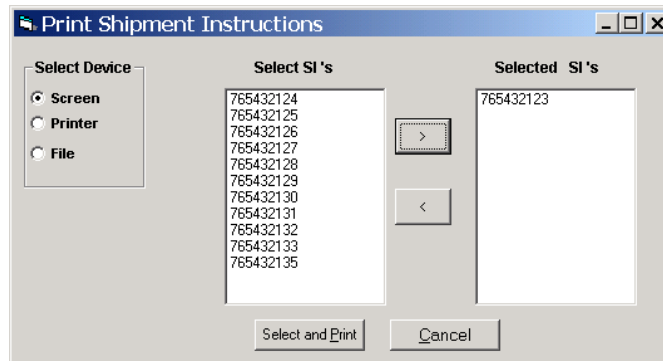 Print Shipment Instructions
Select Device
Screen
Printer
File
Select SI 's
765432124
765432125
765432126
765432127
765432128
765432129
765432130
765432131
765432132
765432133
765432135
>
<
Selected SI 's
765432123
Select and Print
Cancel